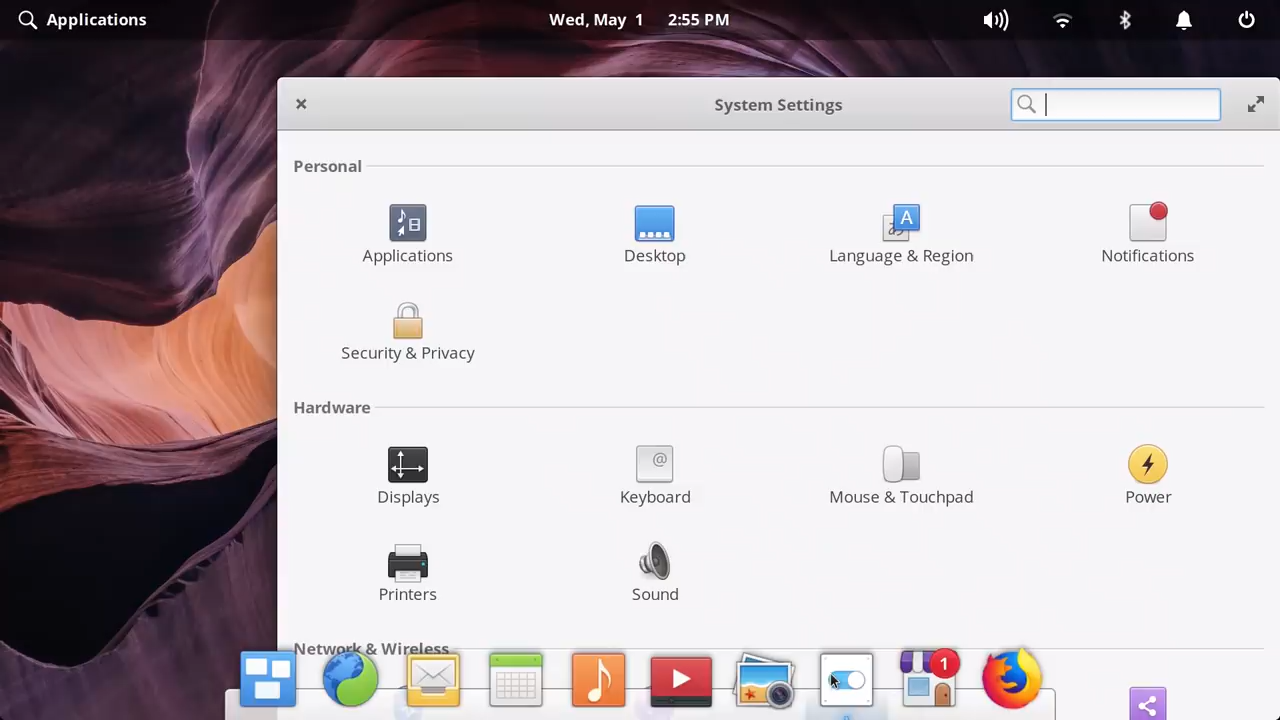 Applications
Wed, May 1 2:55 PM
System Settings
Personal
Applications
Desktop
Language & Region
Notifications
Security & Privacy
Hardware
Displays
Keyboard
Mouse & Touchpad
Power
Printers
Sound
Network & Wireless
1